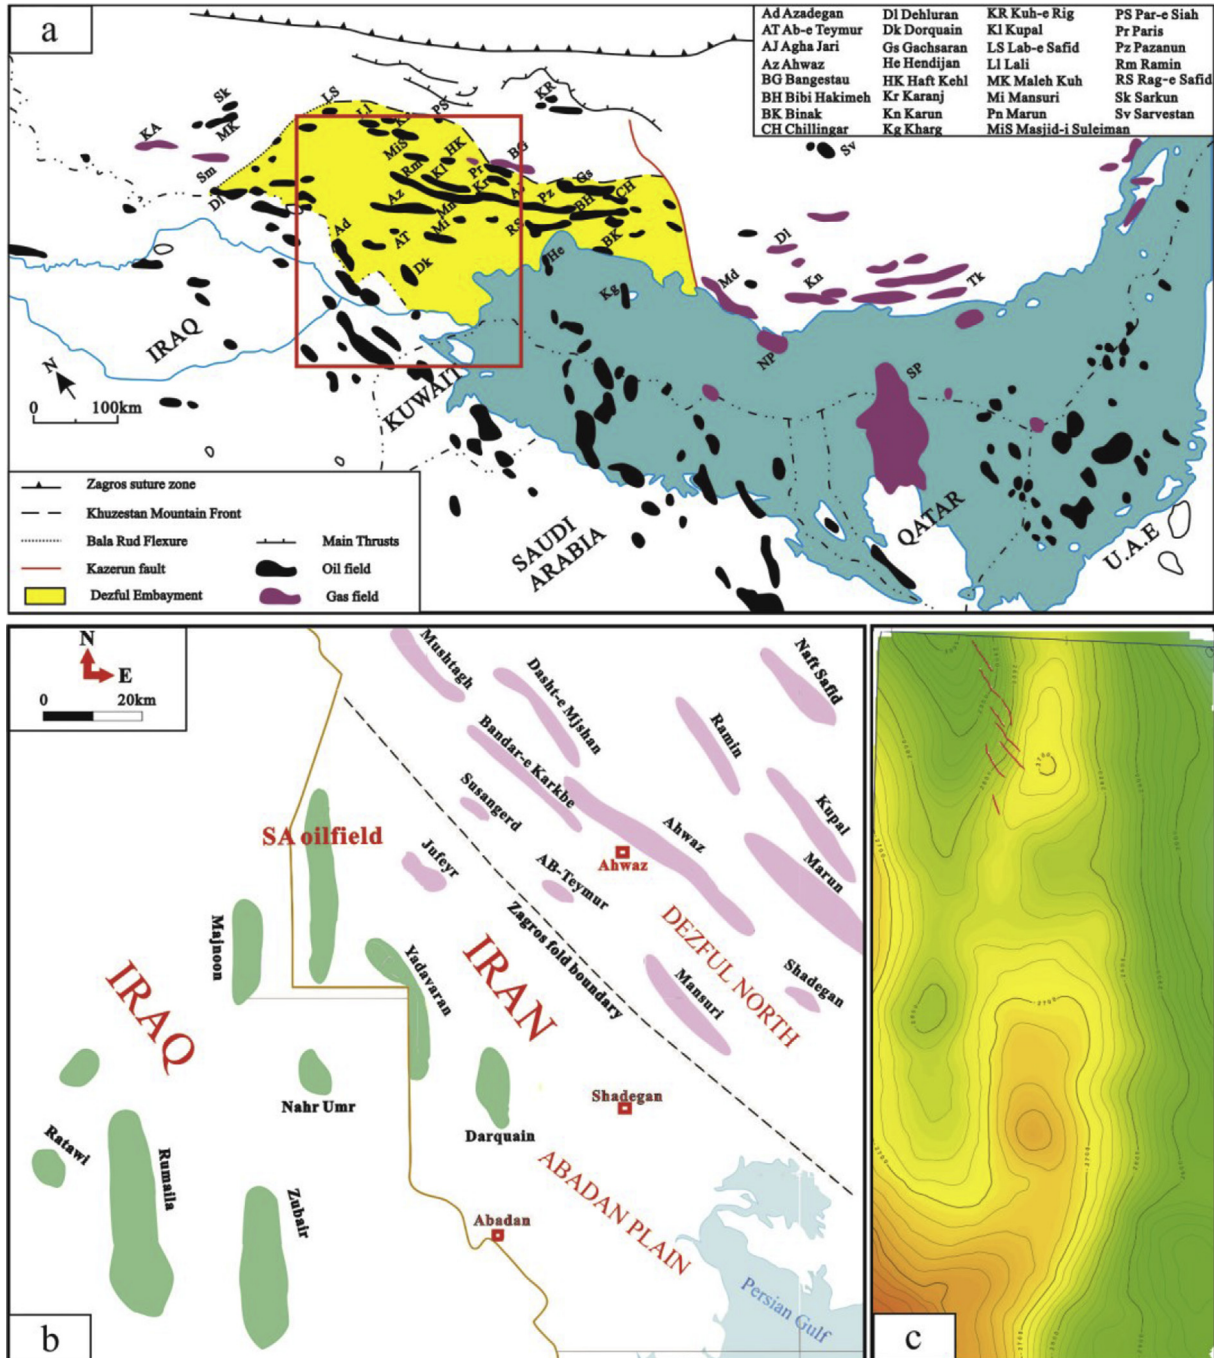 a
Ad Azadegan
AT Ab-e Teymur
AJ Agha Jari
Az Ahwaz
BG Bangestau
BH Bibi Hakimeh
BK Binak
CH Chillingar
Dl Dehluran
Dk Dorquain
Gs Gachsaran
He Hendijan
HK Haft Kehl
Kr Karanj
Kn Karun
Kg Kharg
KR Kuh-e Rig
Kl Kupal
LS Lab-e Safid
Ll Lali
MK Maleh Kuh
Mi Mansuri
Pn Marun
MiS Masjid-i Suleiman
PS Par-e Siah
Pr Paris
Pz Pazanun
Rm Ramin
RS Rag-e Safid
Sk Sarkun
Sv Sarvestan
Sk
MK
KA
Sm
Dl
LS
Ll
PS
KR
MiS
HK
BG
Rm
Kl
Pr
Kr
Az
Mn
Pz
Gs
CH
BH
RS
BK
Ad
AT
Mi
Dk
He
Kg
Sv
Dl
Kn
Md
Tk
NP
SP
IRAQ
KUWAIT
SAUDI
ARABIA
QATAR
U.A.E
N
0 100km
Zagros suture zone
Khuzestan Mountain Front
Bala Rud Flexure
Main Thrusts
Kazerun fault
Oil field
Dezful Embayment
Gas field
N
E
0 20km
Mushtagh
Dasht-e Mjshan
Naft Safid
Bandar-e Karkbe
Ramin
Susangerd
Kupal
SA oilfield
Jufeyr
Ahwaz
Ahwaz
Marun
AB-Teymur
Majnoon
Yadavaran
Zagros fold boundary
DEZFUL NORTH
IRAN
Mansuri
Shadegan
IRAQ
Nahr Umr
Darquain
Shadegan
Ratawi
Rumaila
Zubair
ABADAN PLAIN
Abadan
Persian Gulf
b
2700
2700
2700
c